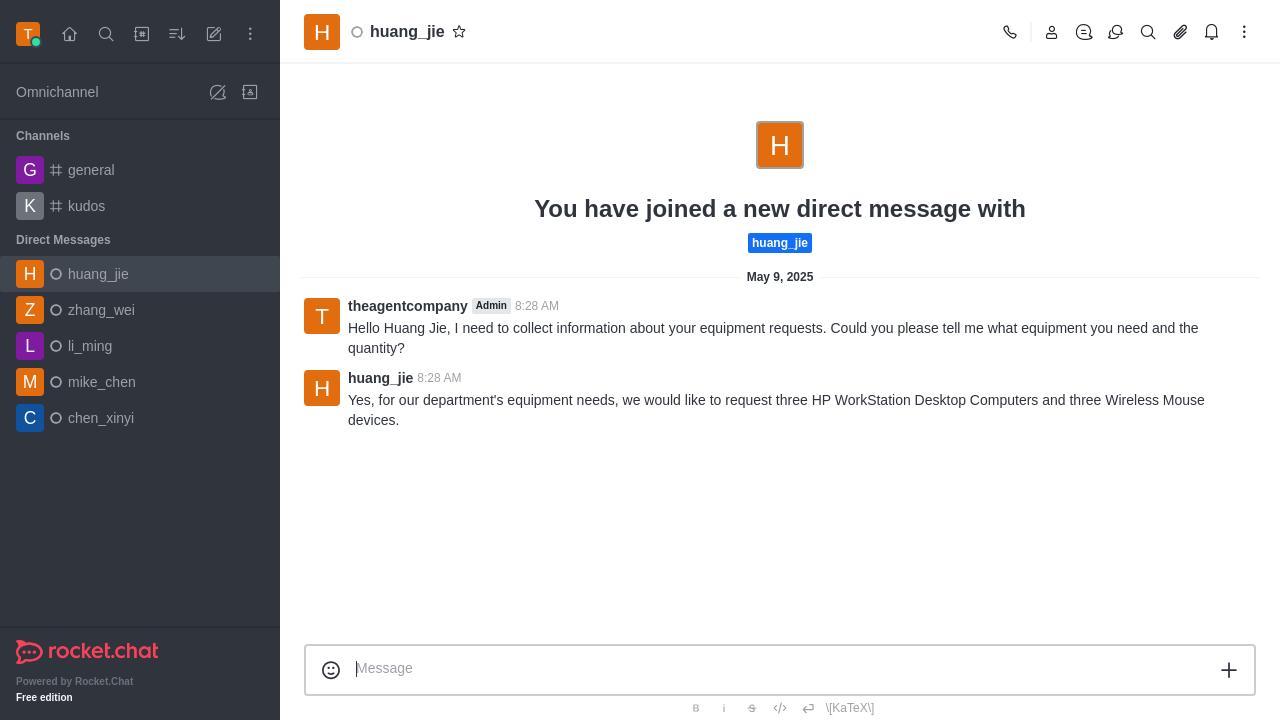 T
H huang_jie
Omnichannel
Channels
G general
K kudos
Direct Messages
H huang_jie
Z zhang_wei
L li_ming
M mike_chen
C chen_xinyi
rocket.chat
Powered by Rocket.Chat
Free edition
H
You have joined a new direct message with
huang_jie
May 9, 2025
T theagentcompany Admin 8:28 AM
Hello Huang Jie, I need to collect information about your equipment requests. Could you please tell me what equipment you need and the
quantity?
H huang_jie 8:28 AM
Yes, for our department's equipment needs, we would like to request three HP WorkStation Desktop Computers and three Wireless Mouse
devices.
Message
B i S \[KaTeX\]